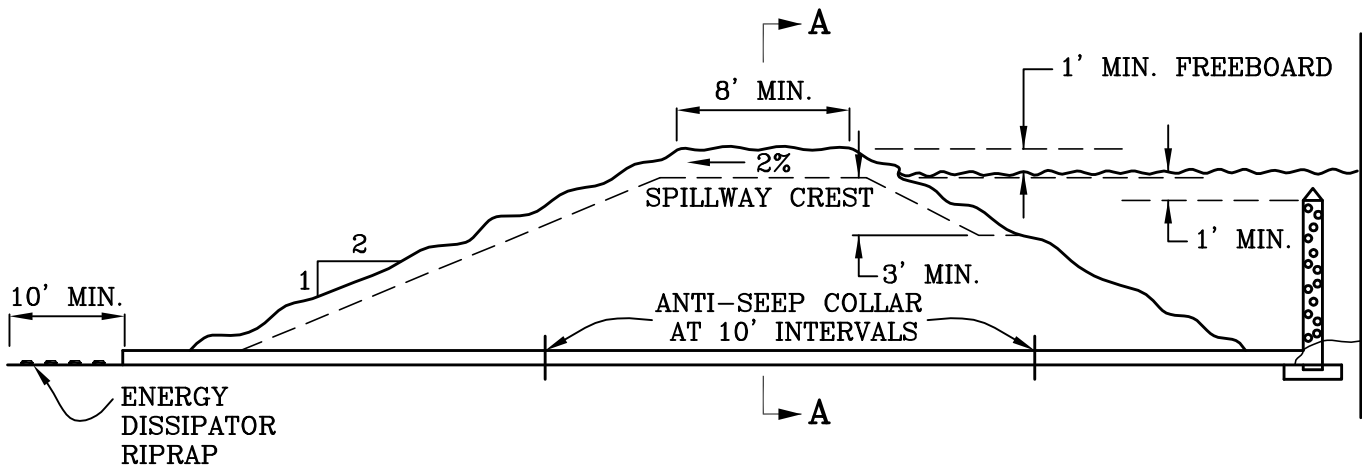 A
1' MIN. FREEBOARD
8' MIN.
2%
SPILLWAY CREST
2
1
1' MIN.
3' MIN.
10' MIN.
ANTI-SEEP COLLAR
AT 10' INTERVALS
ENERGY
DISSIPATOR
RIPRAP
A